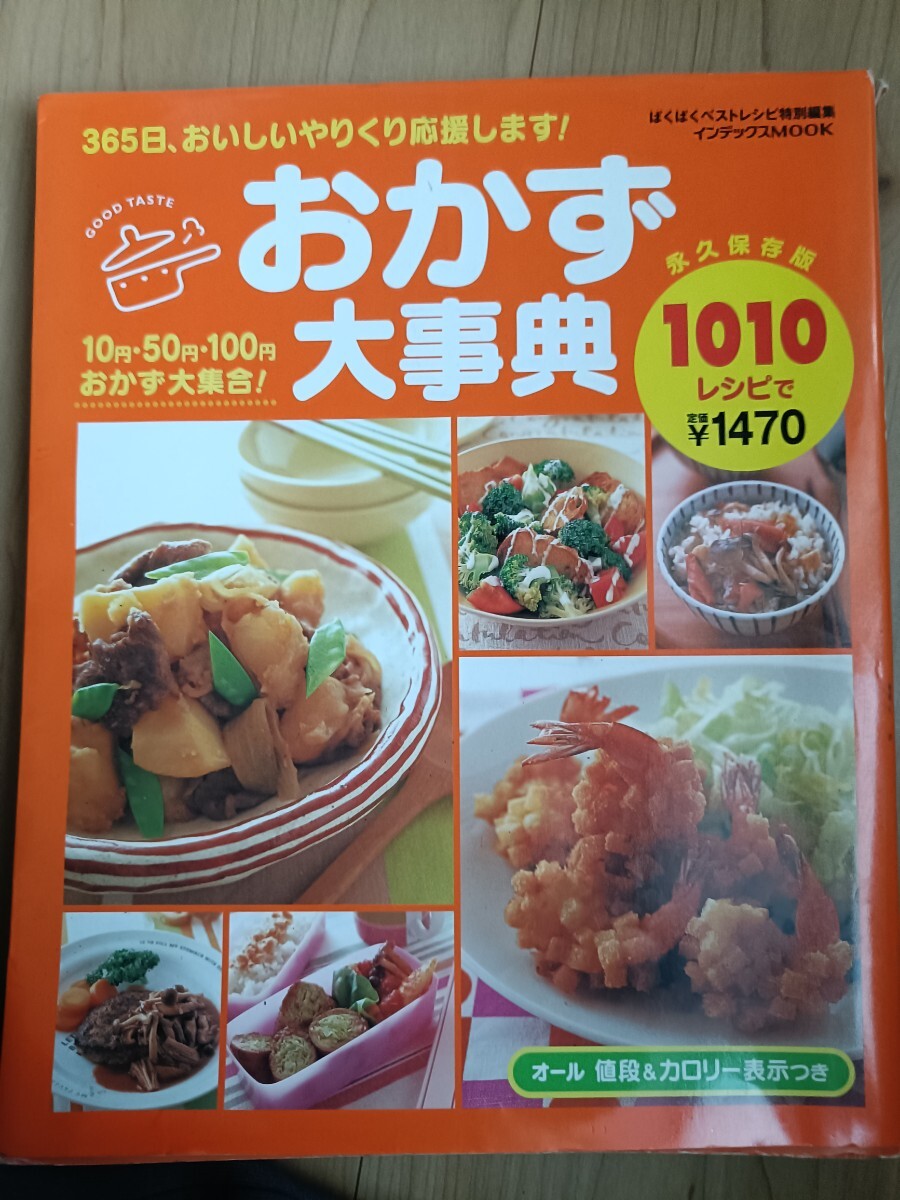 365日、おいしいやりくり応援します!
ぱくぱくベストレシピ特別編集
インデックスMOOK
GOOD TASTE
おかず
大事典
10円・50円・100円
おかず大集合!
永久保存版
1010
レシピで
定価
¥1470
オール 値段&カロリー表示つき